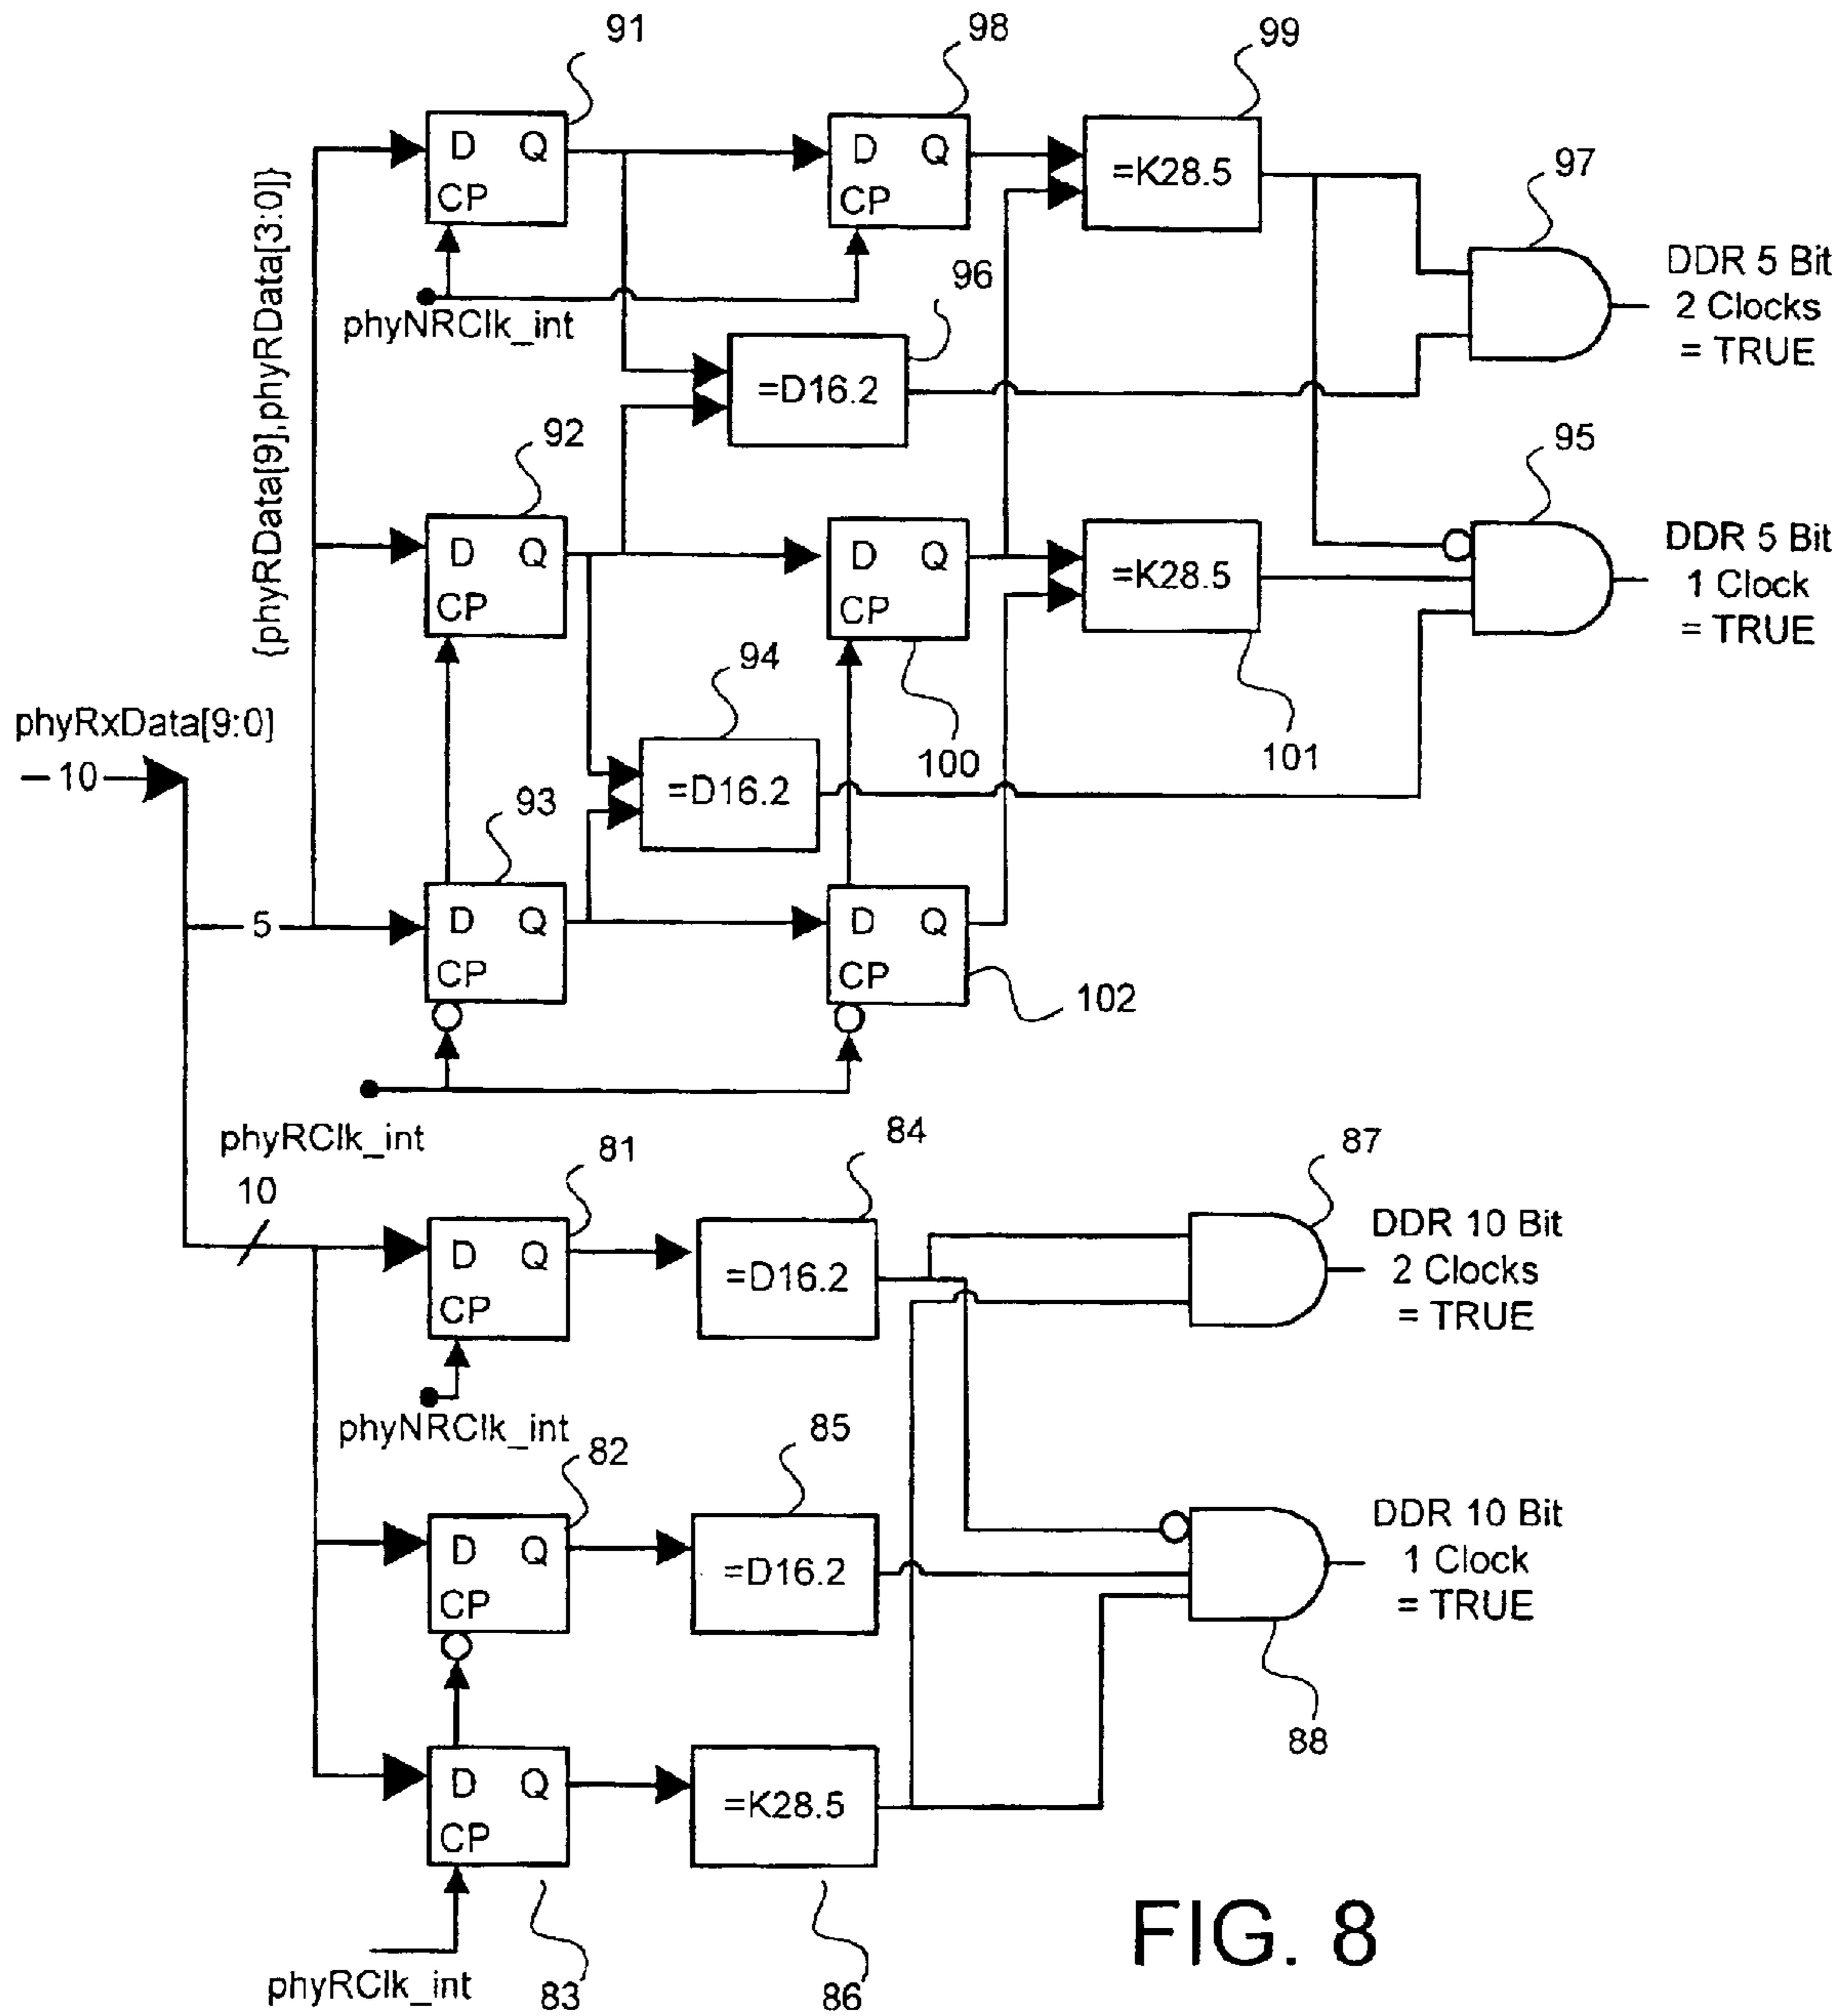 91
98
99
D Q
CP
D Q
CP
=K28.5
97
{phyRData[9],phyRData[3:0]}
phyNRClk_int
96
=D16.2
DDR 5 Bit
2 Clocks
= TRUE
92
95
D Q
CP
D Q
CP
=K28.5
DDR 5 Bit
1 Clock
= TRUE
94
100
101
phyRxData[9:0]
10
=D16.2
93
5
D Q
CP
D Q
CP
102
phyRClk_int
10
81
84
87
D Q
CP
=D16.2
DDR 10 Bit
2 Clocks
= TRUE
phyNRClk_int
82
85
D Q
CP
=D16.2
DDR 10 Bit
1 Clock
= TRUE
88
D Q
CP
=K28.5
phyRClk_int
83
86
FIG. 8